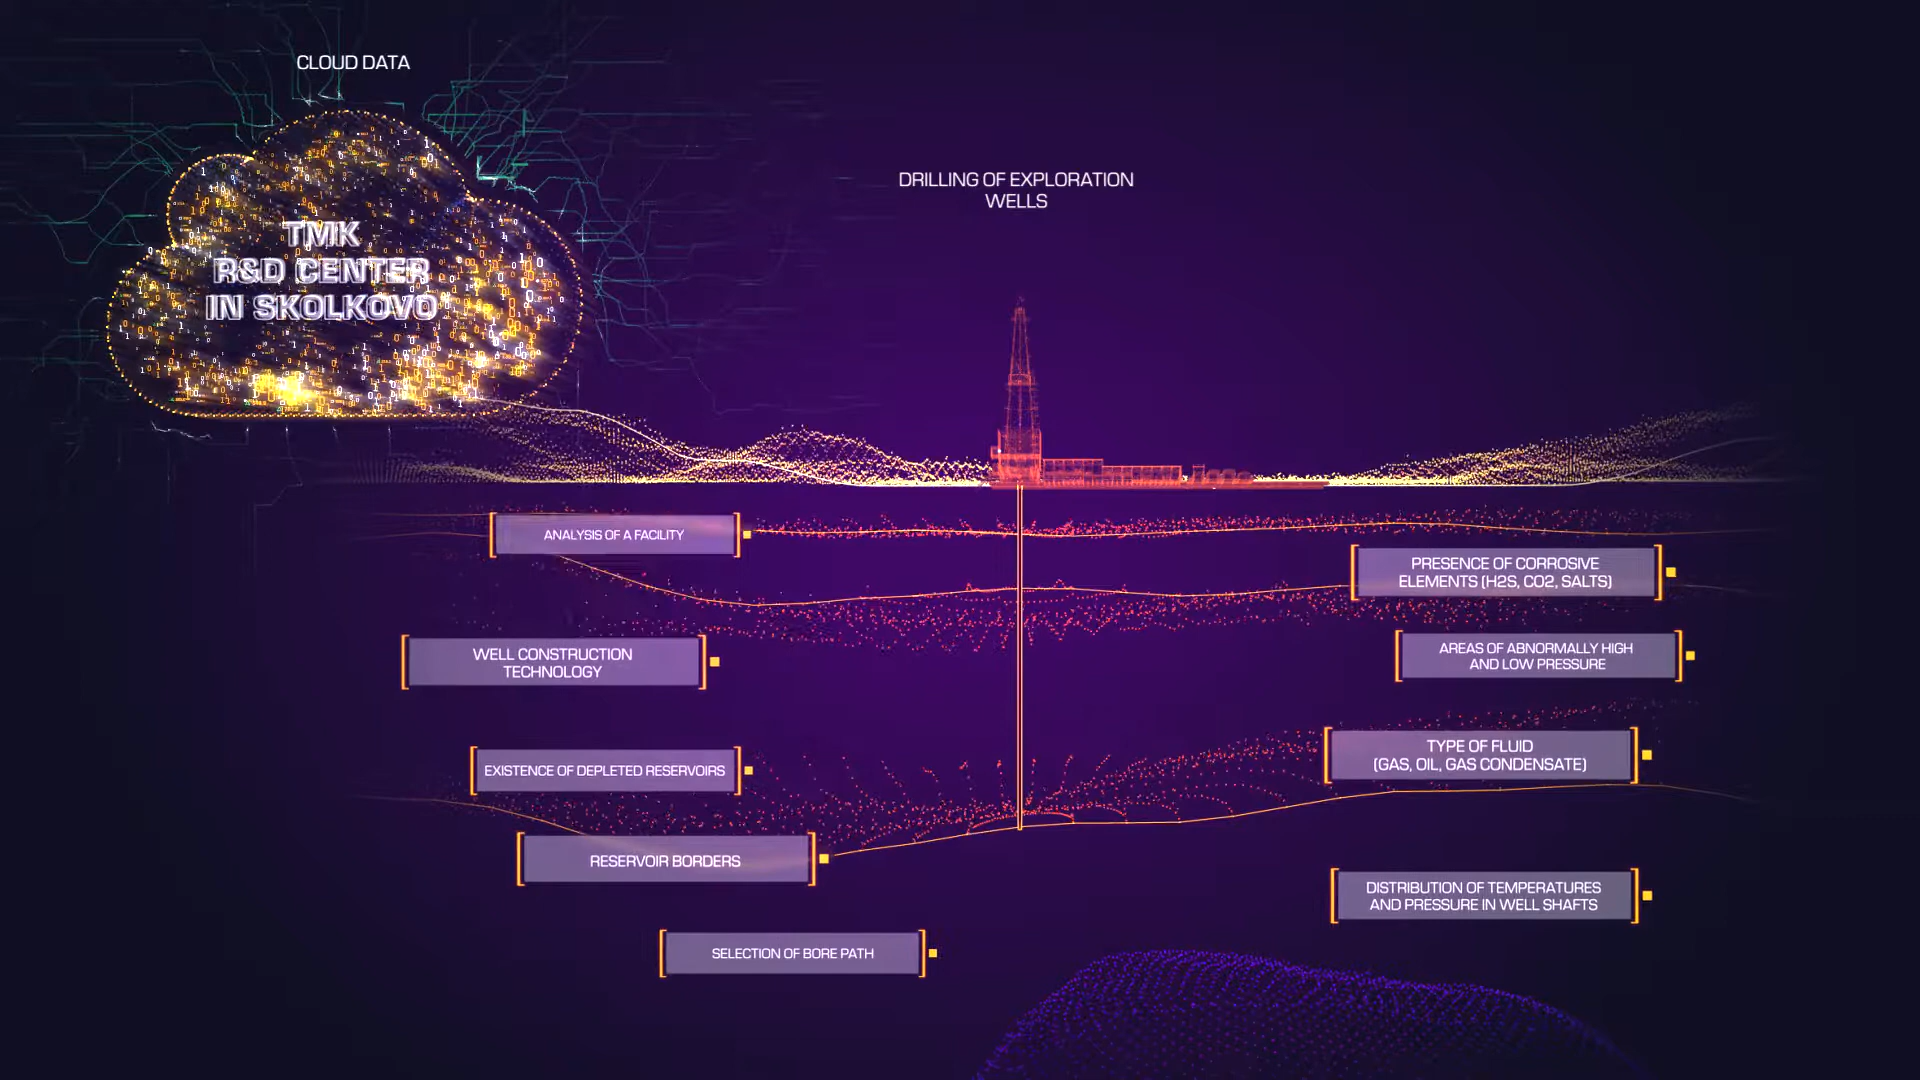 CLOUD DATA
TMK
R&D CENTER
IN SKOLKOVO
DRILLING OF EXPLORATION
WELLS
ANALYSIS OF A FACILITY
WELL CONSTRUCTION
TECHNOLOGY
EXISTENCE OF DEPLETED RESERVOIRS
RESERVOIR BORDERS
SELECTION OF BORE PATH
PRESENCE OF CORROSIVE
ELEMENTS (H2S, CO2, SALTS)
AREAS OF ABNORMALLY HIGH
AND LOW PRESSURE
TYPE OF FLUID
(GAS, OIL, GAS CONDENSATE)
DISTRIBUTION OF TEMPERATURES
AND PRESSURE IN WELL SHAFTS